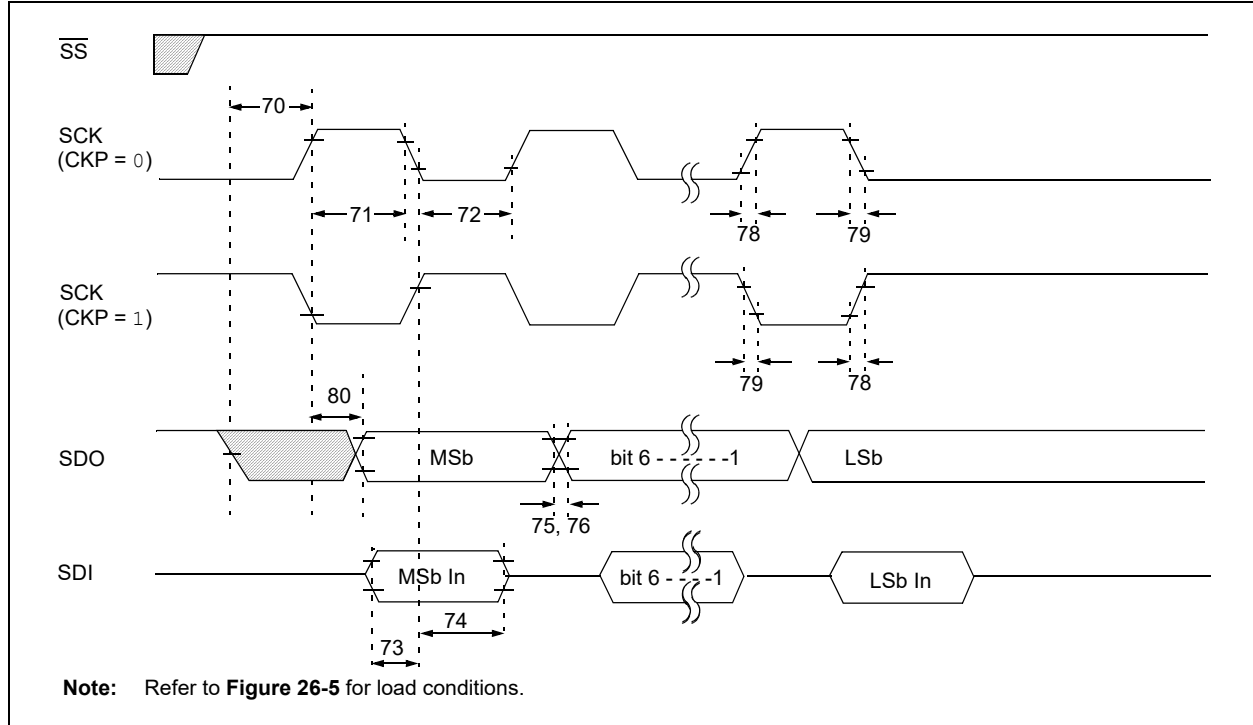 SS
70
SCK
(CKP = 0)
71
72
78
79
SCK
(CKP = 1)
79
78
80
SDO
MSb
bit 6 - - - - - - -1
LSb
75, 76
SDI
MSb In
bit 6 - - - - -1
LSb In
74
73
Note: Refer to Figure 26-5 for load conditions.